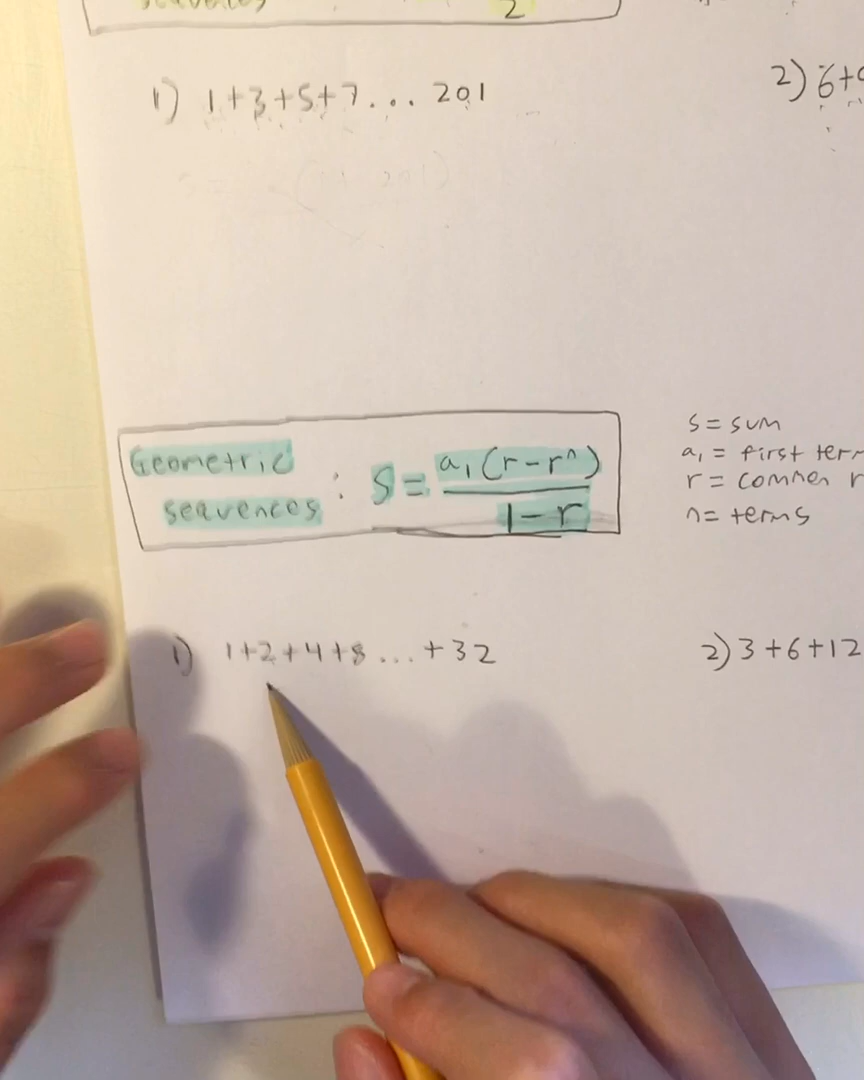 2
1) 1+3+5+7... 201
2) 6+
Geometric : S = a₁(r-rⁿ)
sequences 1-r
s = sum
a₁ = first term
r = common r
n = terms
1) 1+2+4+8...+32
2) 3+6+12